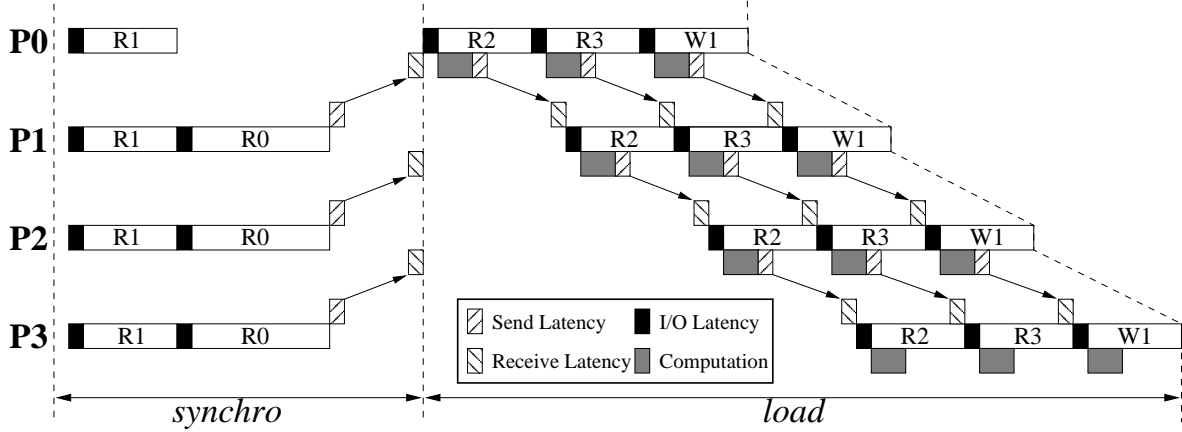 P0 R1 R2 R3 W1
P1 R1 R0 R2 R3 W1
P2 R1 R0 R2 R3 W1
Send Latency I/O Latency
P3 R1 R0 R2 R3 W1
Receive Latency Computation
synchro load